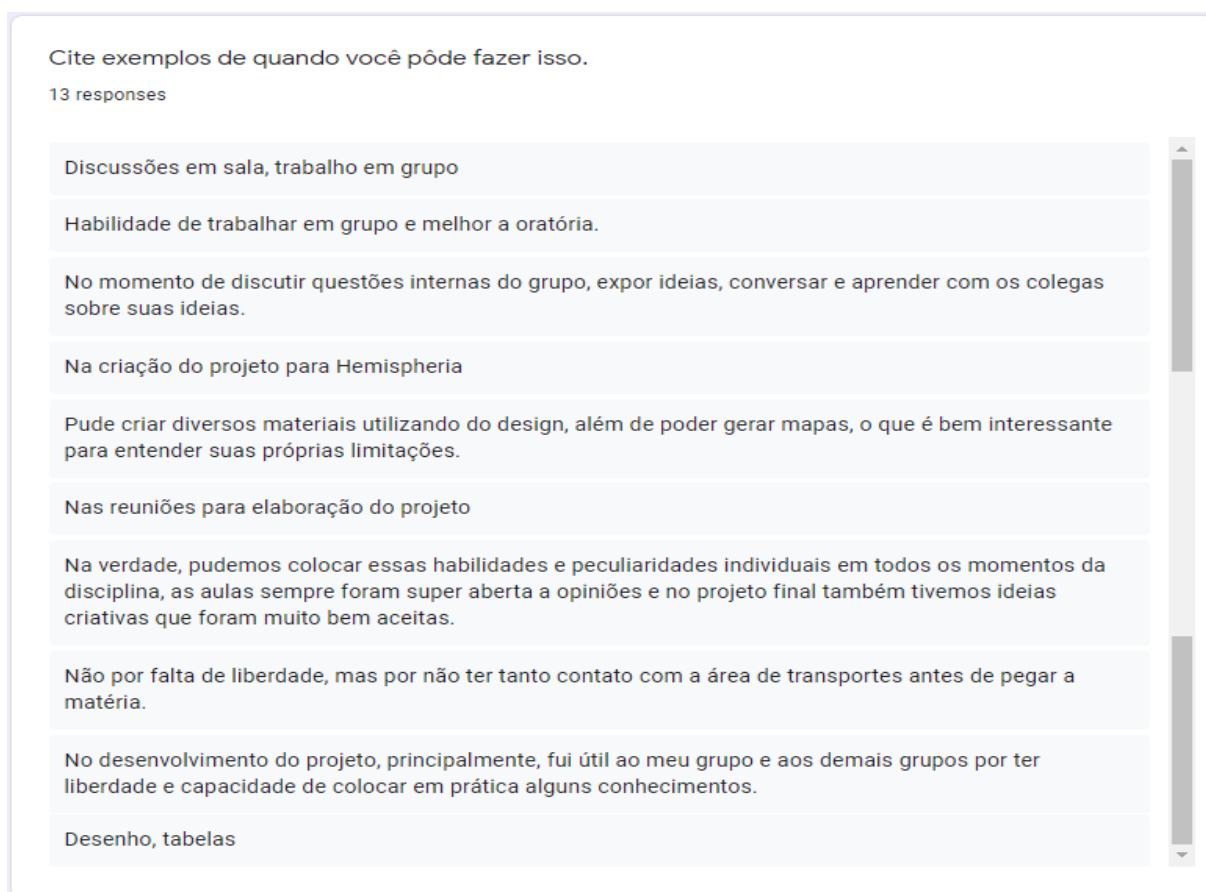 Cite exemplos de quando você pôde fazer isso.
13 responses
Discussões em sala, trabalho em grupo
Habilidade de trabalhar em grupo e melhor a oratória.
No momento de discutir questões internas do grupo, expor ideias, conversar e aprender com os colegas
sobre suas ideias.
Na criação do projeto para Hemispheria
Pude criar diversos materiais utilizando do design, além de poder gerar mapas, o que é bem interessante
para entender suas próprias limitações.
Nas reuniões para elaboração do projeto
Na verdade, pudemos colocar essas habilidades e peculiaridades individuais em todos os momentos da
disciplina, as aulas sempre foram super aberta a opiniões e no projeto final também tivemos ideias
criativas que foram muito bem aceitas.
Não por falta de liberdade, mas por não ter tanto contato com a área de transportes antes de pegar a
matéria.
No desenvolvimento do projeto, principalmente, fui útil ao meu grupo e aos demais grupos por ter
liberdade e capacidade de colocar em prática alguns conhecimentos.
Desenho, tabelas